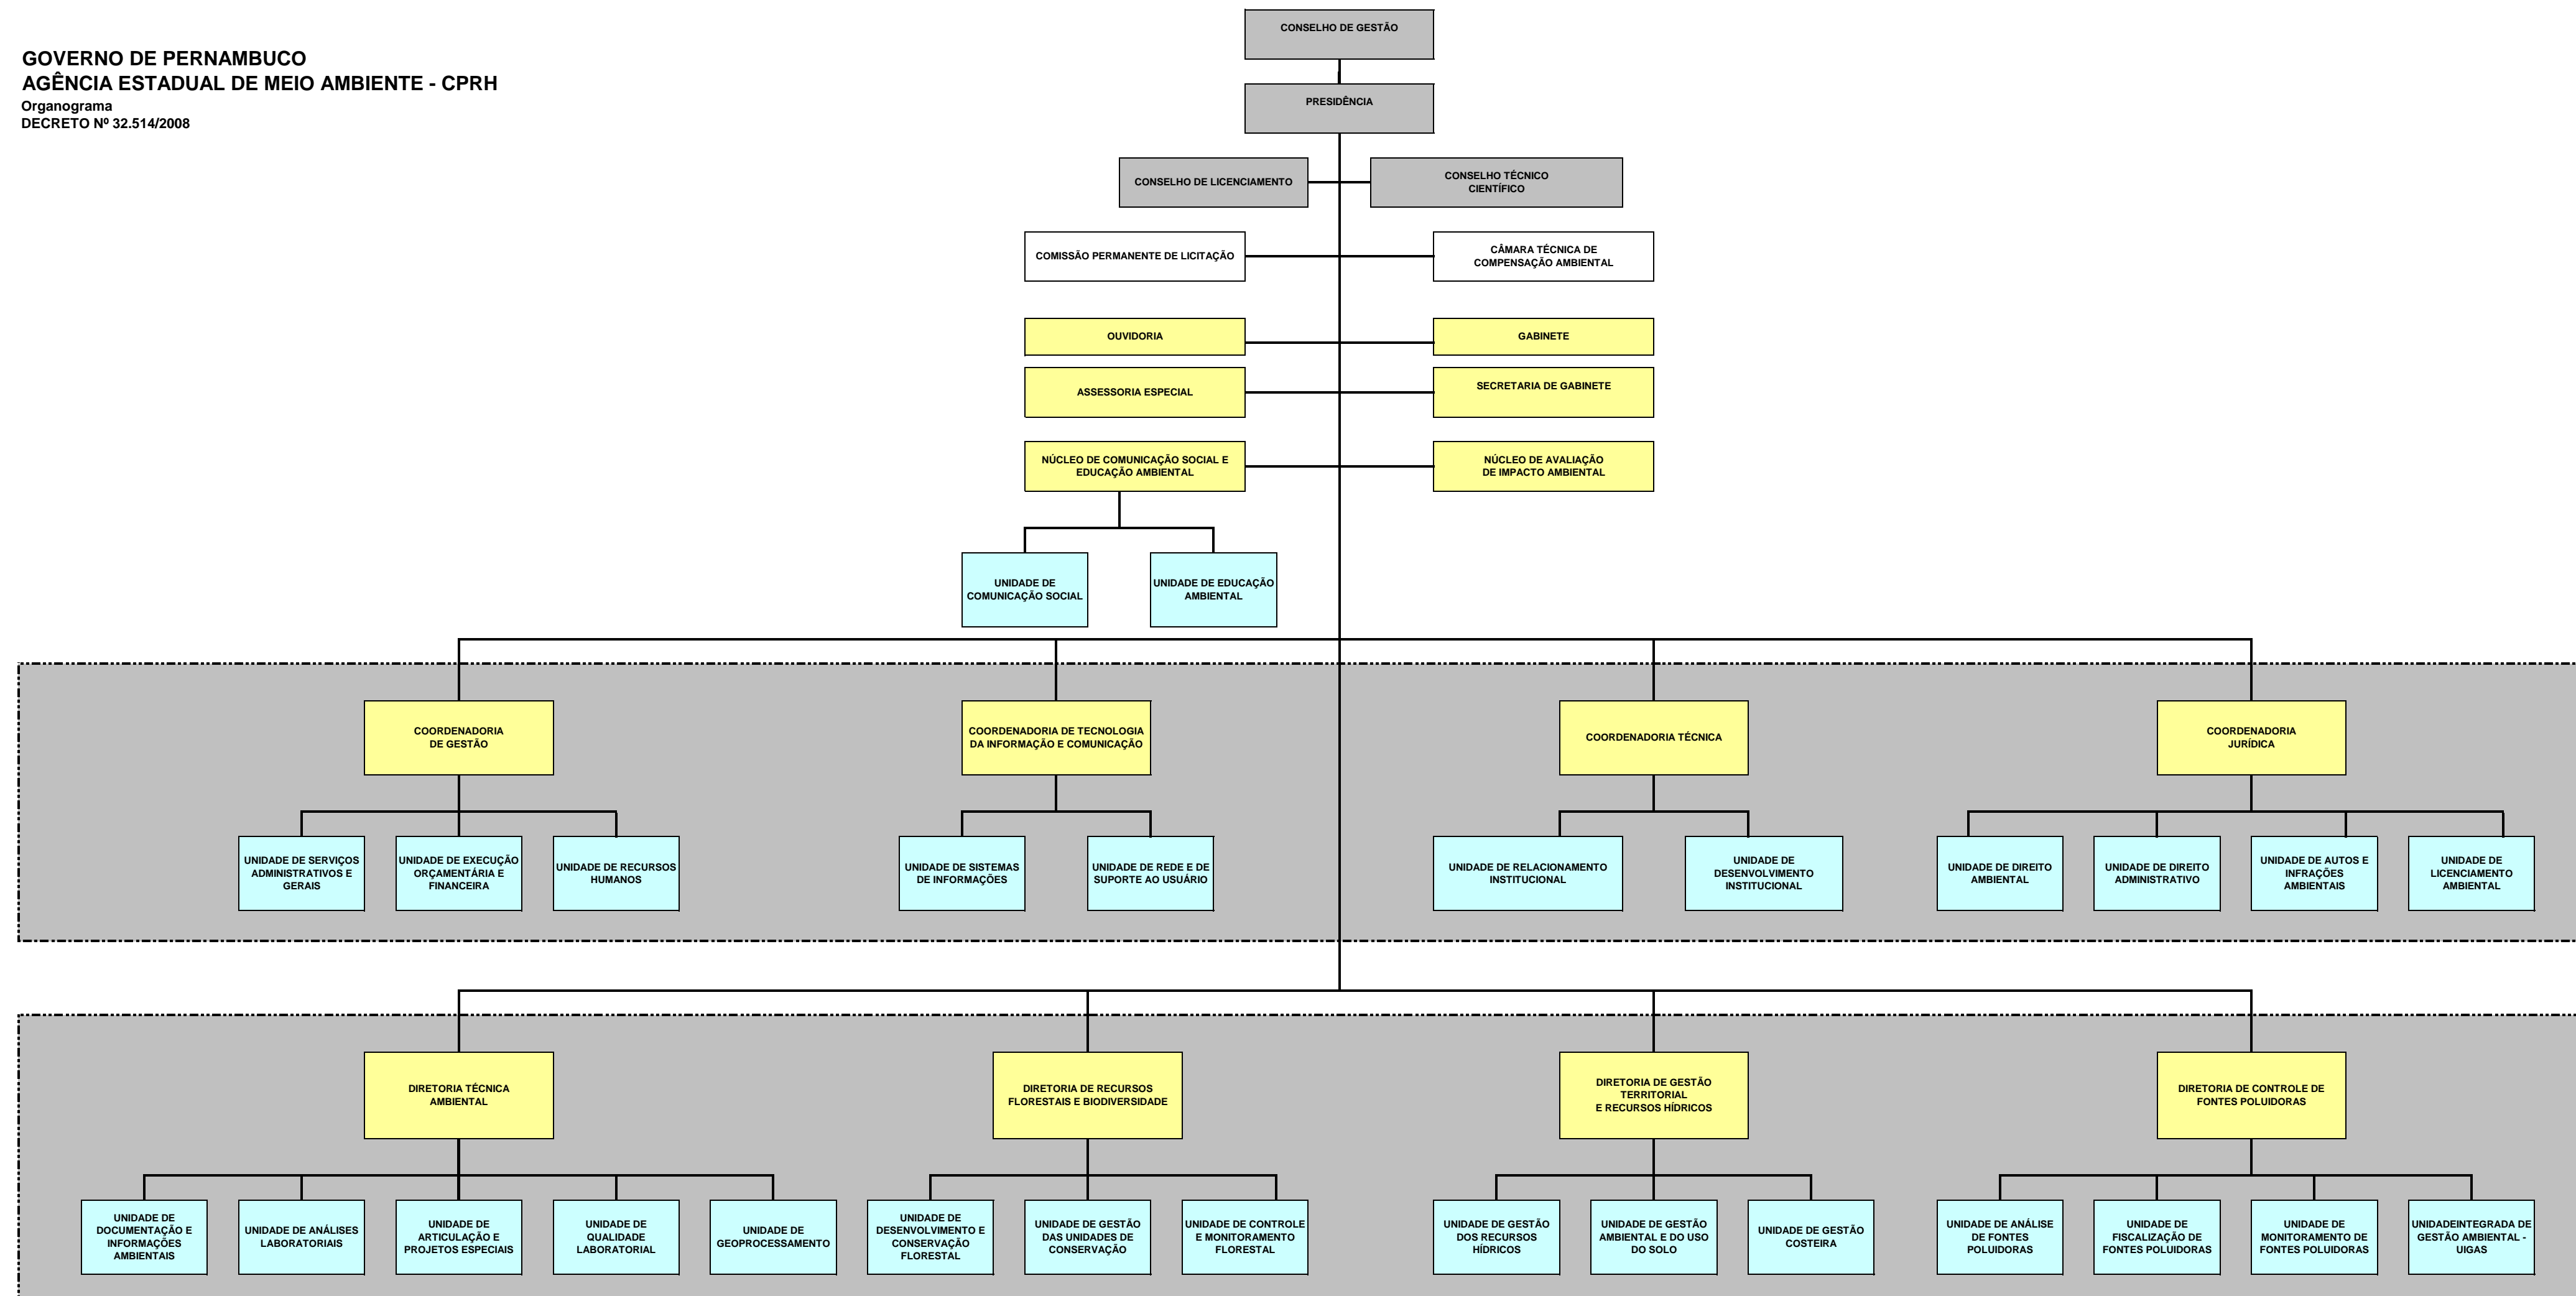 GOVERNO DE PERNAMBUCO
AGÊNCIA ESTADUAL DE MEIO AMBIENTE - CPRH
Organograma
DECRETO Nº 32.514/2008
CONSELHO DE GESTÃO
PRESIDÊNCIA
CONSELHO DE LICENCIAMENTO
CONSELHO TÉCNICO
CIENTÍFICO
COMISSÃO PERMANENTE DE LICITAÇÃO
CÂMARA TÉCNICA DE
COMPENSAÇÃO AMBIENTAL
OUVIDORIA
GABINETE
ASSESSORIA ESPECIAL
SECRETARIA DE GABINETE
NÚCLEO DE COMUNICAÇÃO SOCIAL E
EDUCAÇÃO AMBIENTAL
NÚCLEO DE AVALIAÇÃO
DE IMPACTO AMBIENTAL
UNIDADE DE
COMUNICAÇÃO SOCIAL
UNIDADE DE EDUCAÇÃO
AMBIENTAL
COORDENADORIA
DE GESTÃO
COORDENADORIA DE TECNOLOGIA
DA INFORMAÇÃO E COMUNICAÇÃO
COORDENADORIA TÉCNICA
COORDENADORIA
JURÍDICA
UNIDADE DE SERVIÇOS
ADMINISTRATIVOS E
GERAIS
UNIDADE DE EXECUÇÃO
ORÇAMENTÁRIA E
FINANCEIRA
UNIDADE DE RECURSOS
HUMANOS
UNIDADE DE SISTEMAS
DE INFORMAÇÕES
UNIDADE DE REDE E DE
SUPORTE AO USUÁRIO
UNIDADE DE RELACIONAMENTO
INSTITUCIONAL
UNIDADE DE
DESENVOLVIMENTO
INSTITUCIONAL
UNIDADE DE DIREITO
AMBIENTAL
UNIDADE DE DIREITO
ADMINISTRATIVO
UNIDADE DE AUTOS E
INFRAÇÕES
AMBIENTAIS
UNIDADE DE
LICENCIAMENTO
AMBIENTAL
DIRETORIA TÉCNICA
AMBIENTAL
DIRETORIA DE RECURSOS
FLORESTAIS E BIODIVERSIDADE
DIRETORIA DE GESTÃO
TERRITORIAL
E RECURSOS HÍDRICOS
DIRETORIA DE CONTROLE DE
FONTES POLUIDORAS
UNIDADE DE
DOCUMENTAÇÃO E
INFORMAÇÕES
AMBIENTAIS
UNIDADE DE ANÁLISES
LABORATORIAIS
UNIDADE DE
ARTICULAÇÃO E
PROJETOS ESPECIAIS
UNIDADE DE
QUALIDADE
LABORATORIAL
UNIDADE DE
GEOPROCESSAMENTO
UNIDADE DE
DESENVOLVIMENTO E
CONSERVAÇÃO
FLORESTAL
UNIDADE DE GESTÃO
DAS UNIDADES DE
CONSERVAÇÃO
UNIDADE DE CONTROLE
E MONITORAMENTO
FLORESTAL
UNIDADE DE GESTÃO
DOS RECURSOS
HÍDRICOS
UNIDADE DE GESTÃO
AMBIENTAL E DO USO
DO SOLO
UNIDADE DE GESTÃO
COSTEIRA
UNIDADE DE ANÁLISE
DE FONTES
POLUIDORAS
UNIDADE DE
FISCALIZAÇÃO DE
FONTES POLUIDORAS
UNIDADE DE
MONITORAMENTO DE
FONTES POLUIDORAS
UNIDADEINTEGRADA DE
GESTÃO AMBIENTAL -
UIGAS